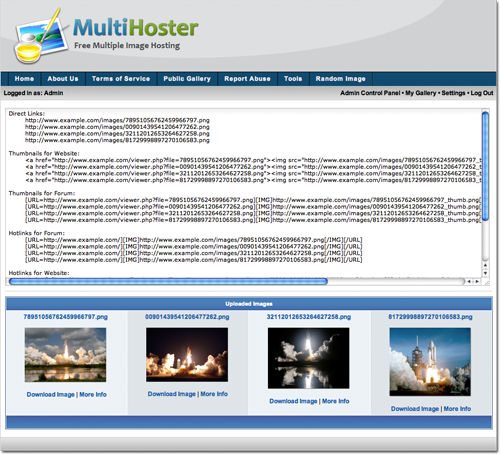 MultiHoster
Free Multiple Image Hosting
Home About Us Terms of Service Public Gallery Report Abuse Tools Random Image
Logged in as: Admin Admin Control Panel • My Gallery • Settings • Log Out
Direct Links:
http://www.example.com/images/78951056762459966797.png
http://www.example.com/images/00901439541206477262.png
http://www.example.com/images/32112012653264627258.png
http://www.example.com/images/81729998897270106583.png
Thumbnails for Website:
<a href="http://www.example.com/viewer.php?file=78951056762459966797.png"><img src="http://www.example.com/images/78951056762459966797_t
<a href="http://www.example.com/viewer.php?file=00901439541206477262.png"><img src="http://www.example.com/images/00901439541206477262_t
<a href="http://www.example.com/viewer.php?file=32112012653264627258.png"><img src="http://www.example.com/images/32112012653264627258_t
<a href="http://www.example.com/viewer.php?file=81729998897270106583.png"><img src="http://www.example.com/images/81729998897270106583_t
Thumbnails for Forum:
[URL=http://www.example.com/viewer.php?file=78951056762459966797.png][IMG]http://www.example.com/images/78951056762459966797_thumb.png[
[URL=http://www.example.com/viewer.php?file=00901439541206477262.png][IMG]http://www.example.com/images/00901439541206477262_thumb.png[
[URL=http://www.example.com/viewer.php?file=32112012653264627258.png][IMG]http://www.example.com/images/32112012653264627258_thumb.png[
[URL=http://www.example.com/viewer.php?file=81729998897270106583.png][IMG]http://www.example.com/images/81729998897270106583_thumb.png[
Hotlinks for Forum:
[URL=http://www.example.com/][IMG]http://www.example.com/images/78951056762459966797.png[/IMG][/URL]
[URL=http://www.example.com/][IMG]http://www.example.com/images/00901439541206477262.png[/IMG][/URL]
[URL=http://www.example.com/][IMG]http://www.example.com/images/32112012653264627258.png[/IMG][/URL]
[URL=http://www.example.com/][IMG]http://www.example.com/images/81729998897270106583.png[/IMG][/URL]
Hotlinks for Website:
Uploaded Images
78951056762459966797.png 00901439541206477262.png 32112012653264627258.png 81729998897270106583.png
Download Image | More Info Download Image | More Info Download Image | More Info Download Image | More Info